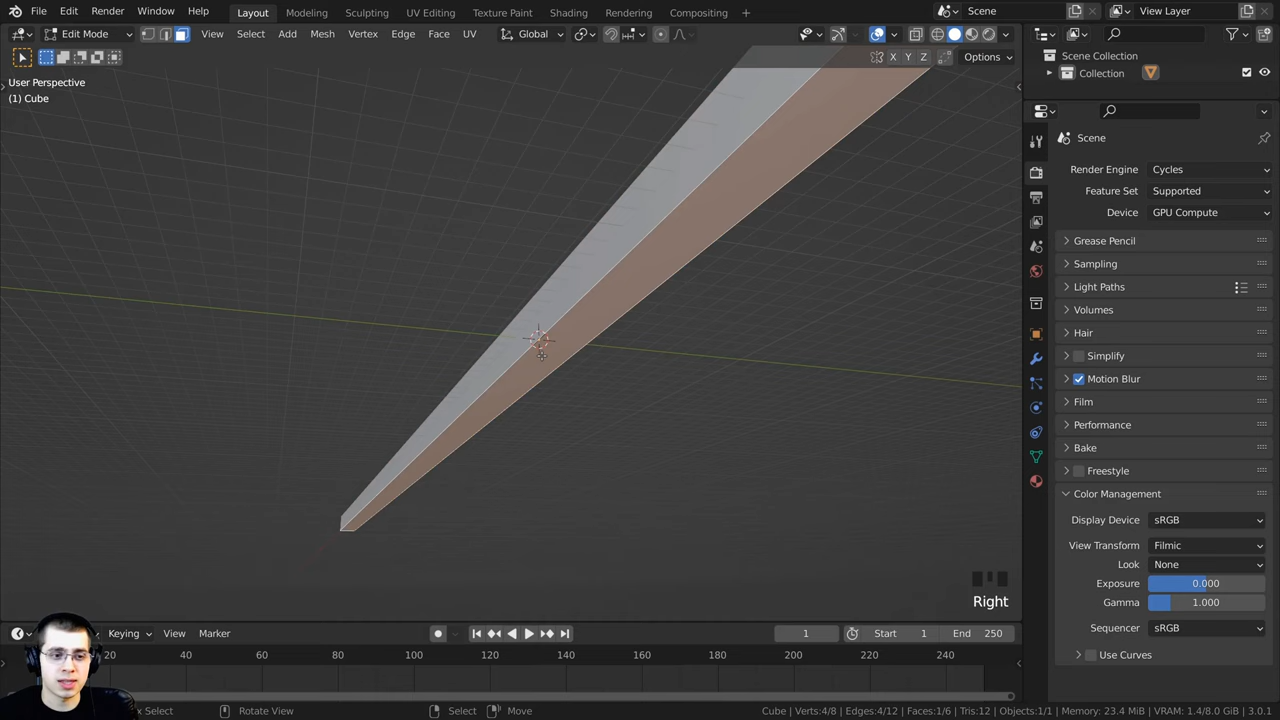 File Edit Render Window Help Layout Modeling Sculpting UV Editing Texture Paint Shading Animation Rendering Compositing Scene View Layer
Edit Mode View Select Add Mesh Vertex Edge Face UV Global
X Y Z Options
User Perspective
(1) Cube
Scene Collection
Collection
Scene
Render Engine Cycles
Feature Set Supported
Device GPU Compute
Grease Pencil
Sampling
Light Paths
Volumes
Hair
Simplify
Motion Blur
Film
Performance
Bake
Freestyle
Color Management
Display Device sRGB
View Transform Filmic
Look None
Exposure 0.000
Gamma 1.000
Sequencer sRGB
Use Curves
Right
Keying View Marker 1 Start 1 End 250
20 40 60 80 100 120 140 160 180 200 220 240
Select Rotate View Select Move Cube | Verts:4/8 | Edges:4/12 | Faces:1/6 | Tris:12 | Objects:1/1 | Memory: 23.4 MiB | VRAM: 1.4/8.0 GiB | 3.0.1